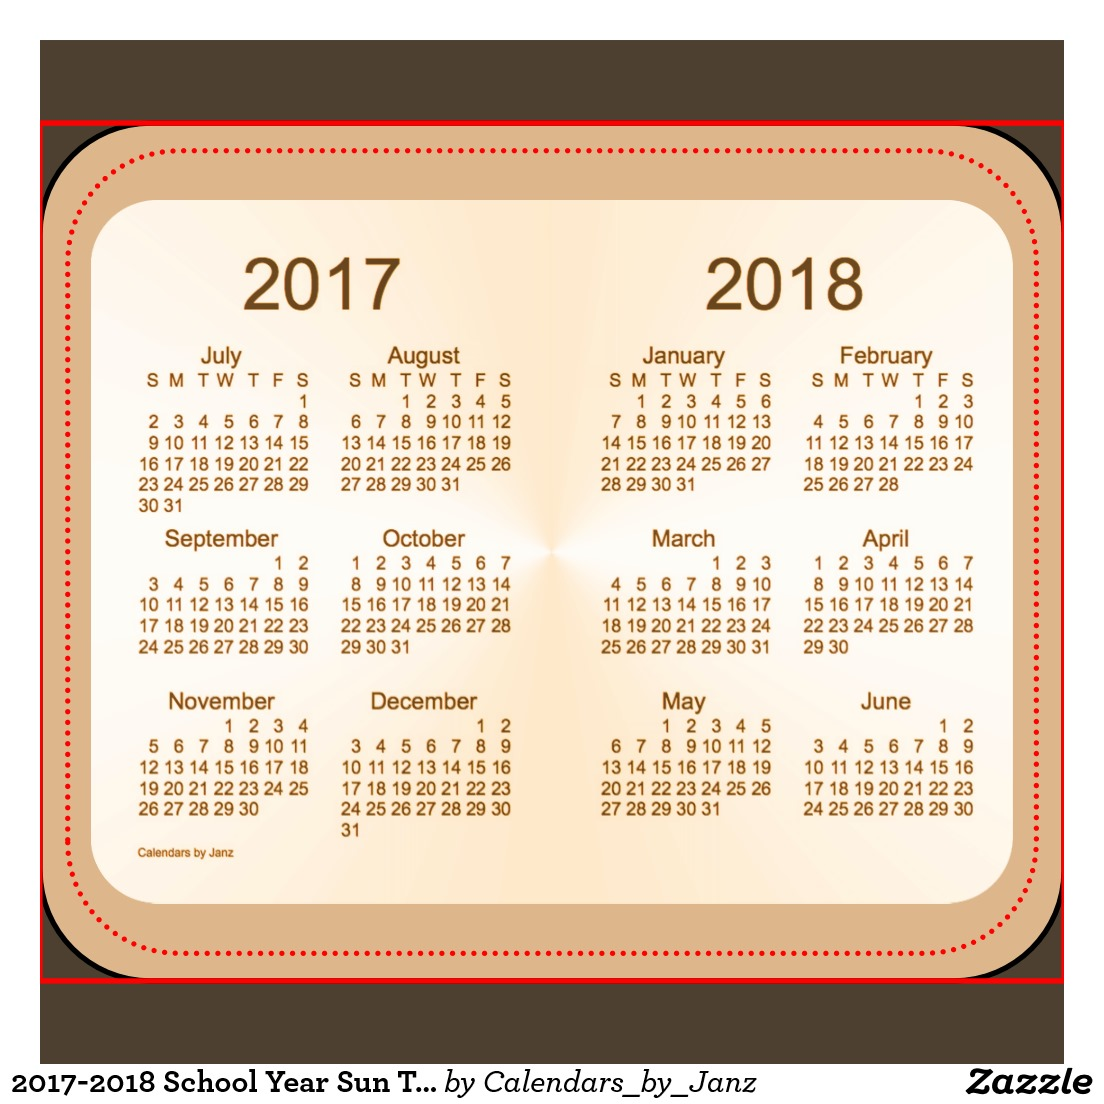 2017
July
S M T W T F S
1
2 3 4 5 6 7 8
9 10 11 12 13 14 15
16 17 18 19 20 21 22
23 24 25 26 27 28 29
30 31
August
S M T W T F S
1 2 3 4 5
6 7 8 9 10 11 12
13 14 15 16 17 18 19
20 21 22 23 24 25 26
27 28 29 30 31
September
1 2
3 4 5 6 7 8 9
10 11 12 13 14 15 16
17 18 19 20 21 22 23
24 25 26 27 28 29 30
October
1 2 3 4 5 6 7
8 9 10 11 12 13 14
15 16 17 18 19 20 21
22 23 24 25 26 27 28
29 30 31
November
1 2 3 4
5 6 7 8 9 10 11
12 13 14 15 16 17 18
19 20 21 22 23 24 25
26 27 28 29 30
December
1 2
3 4 5 6 7 8 9
10 11 12 13 14 15 16
17 18 19 20 21 22 23
24 25 26 27 28 29 30
31
Calendars by Janz
2018
January
S M T W T F S
1 2 3 4 5 6
7 8 9 10 11 12 13
14 15 16 17 18 19 20
21 22 23 24 25 26 27
28 29 30 31
February
S M T W T F S
1 2 3
4 5 6 7 8 9 10
11 12 13 14 15 16 17
18 19 20 21 22 23 24
25 26 27 28
March
1 2 3
4 5 6 7 8 9 10
11 12 13 14 15 16 17
18 19 20 21 22 23 24
25 26 27 28 29 30 31
April
1 2 3 4 5 6 7
8 9 10 11 12 13 14
15 16 17 18 19 20 21
22 23 24 25 26 27 28
29 30
May
1 2 3 4 5
6 7 8 9 10 11 12
13 14 15 16 17 18 19
20 21 22 23 24 25 26
27 28 29 30 31
June
1 2
3 4 5 6 7 8 9
10 11 12 13 14 15 16
17 18 19 20 21 22 23
24 25 26 27 28 29 30
2017-2018 School Year Sun T... by Calendars_by_Janz
Zazzle